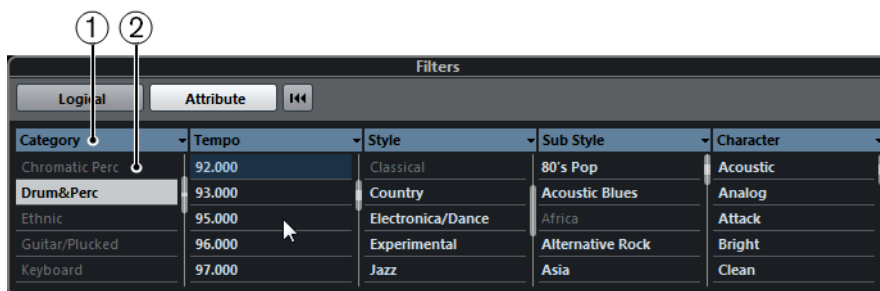 1 2
Filters
Logical Attribute
Category Tempo Style Sub Style Character
Chromatic Perc 92.000 Classical 80's Pop Acoustic
Drum&Perc 93.000 Country Acoustic Blues Analog
Ethnic 95.000 Electronica/Dance Africa Attack
Guitar/Plucked 96.000 Experimental Alternative Rock Bright
Keyboard 97.000 Jazz Asia Clean